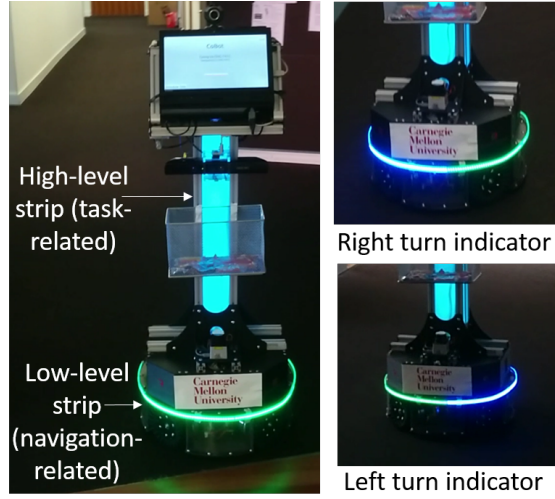 CoBot
High-level
strip (task-
related)
Low-level
strip
(navigation-
related)
Carnegie
Mellon
University
Carnegie
Mellon
University
Right turn indicator
Carnegie
Mellon
University
Left turn indicator